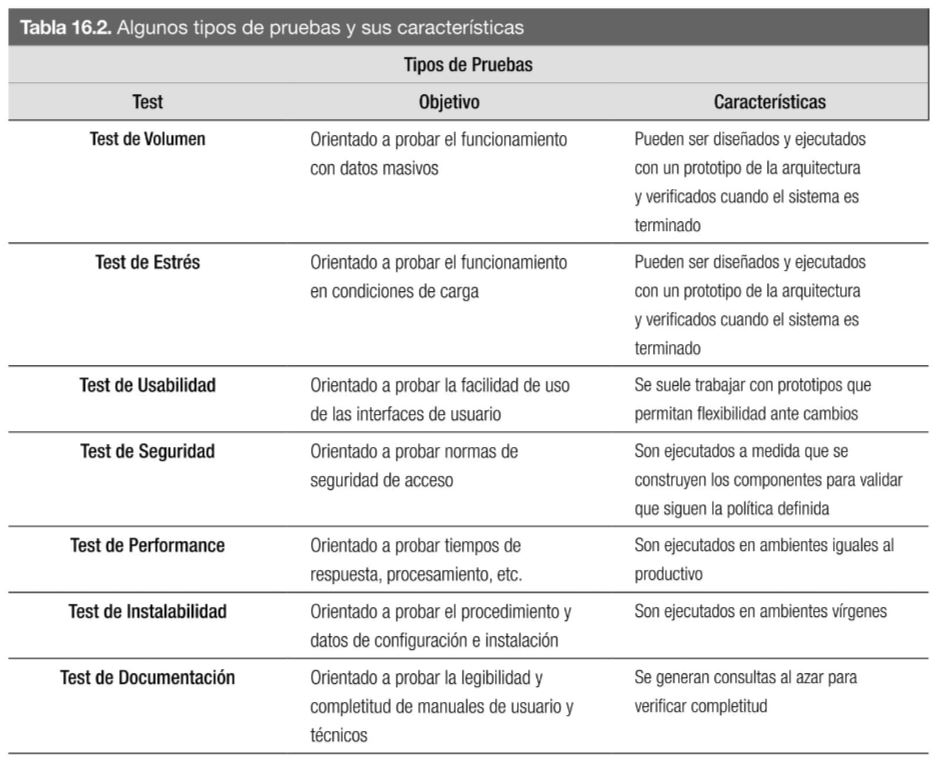 Tabla 16.2. Algunos tipos de pruebas y sus características
Tipos de Pruebas
Test Objetivo Características
Test de Volumen
Orientado a probar el funcionamiento
con datos masivos
Pueden ser diseñados y ejecutados
con un prototipo de la arquitectura
y verificados cuando el sistema es
terminado
Test de Estrés
Orientado a probar el funcionamiento
en condiciones de carga
Pueden ser diseñados y ejecutados
con un prototipo de la arquitectura
y verificados cuando el sistema es
terminado
Test de Usabilidad
Orientado a probar la facilidad de uso
de las interfaces de usuario
Se suele trabajar con prototipos que
permitan flexibilidad ante cambios
Test de Seguridad
Orientado a probar normas de
seguridad de acceso
Son ejecutados a medida que se
construyen los componentes para validar
que siguen la política definida
Test de Performance
Orientado a probar tiempos de
respuesta, procesamiento, etc.
Son ejecutados en ambientes iguales al
productivo
Test de Instalabilidad
Orientado a probar el procedimiento y
datos de configuración e instalación
Son ejecutados en ambientes vírgenes
Test de Documentación
Orientado a probar la legibilidad y
completitud de manuales de usuario y
técnicos
Se generan consultas al azar para
verificar completitud